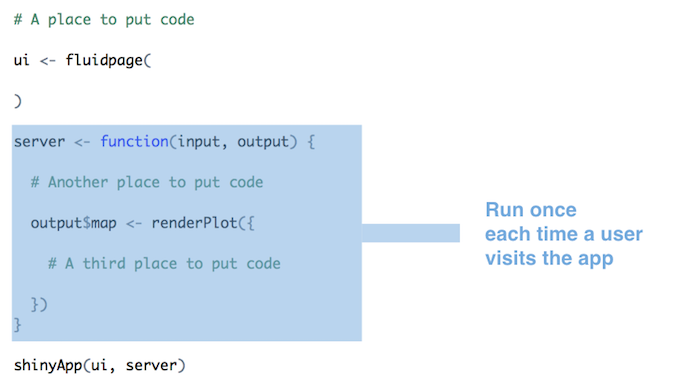 # A place to put code
ui <- fluidpage(
)
server <- function(input, output) {
# Another place to put code
output$map <- renderPlot({
# A third place to put code
})
}
shinyApp(ui, server)
Run once
each time a user
visits the app